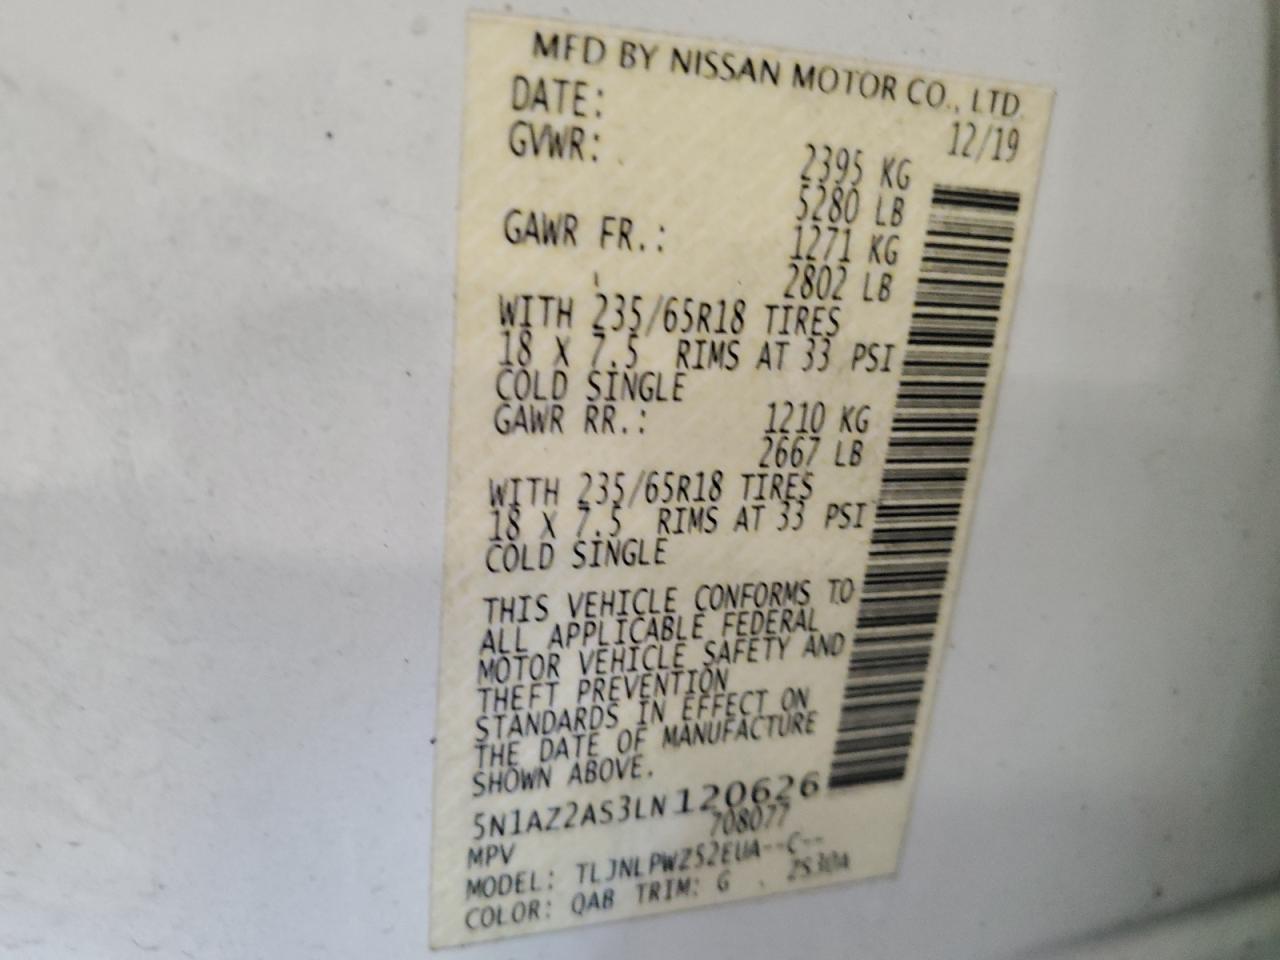 MFD BY NISSAN MOTOR CO., LTD.
DATE: 12/19
GVWR: 2395 KG
5280 LB
GAWR FR.: 1271 KG
2802 LB
WITH 235/65R18 TIRES
18 X 7.5 RIMS AT 33 PSI
COLD SINGLE
GAWR RR.: 1210 KG
2667 LB
WITH 235/65R18 TIRES
18 X 7.5 RIMS AT 33 PSI
COLD SINGLE
THIS VEHICLE CONFORMS TO
ALL APPLICABLE FEDERAL
MOTOR VEHICLE SAFETY AND
THEFT PREVENTION
STANDARDS IN EFFECT ON
THE DATE OF MANUFACTURE
SHOWN ABOVE.
5N1AZ2AS3LN120626
MPV 708077
MODEL: TLJNLPWZ52EUA--C--
COLOR: QAB TRIM: G 2S30A